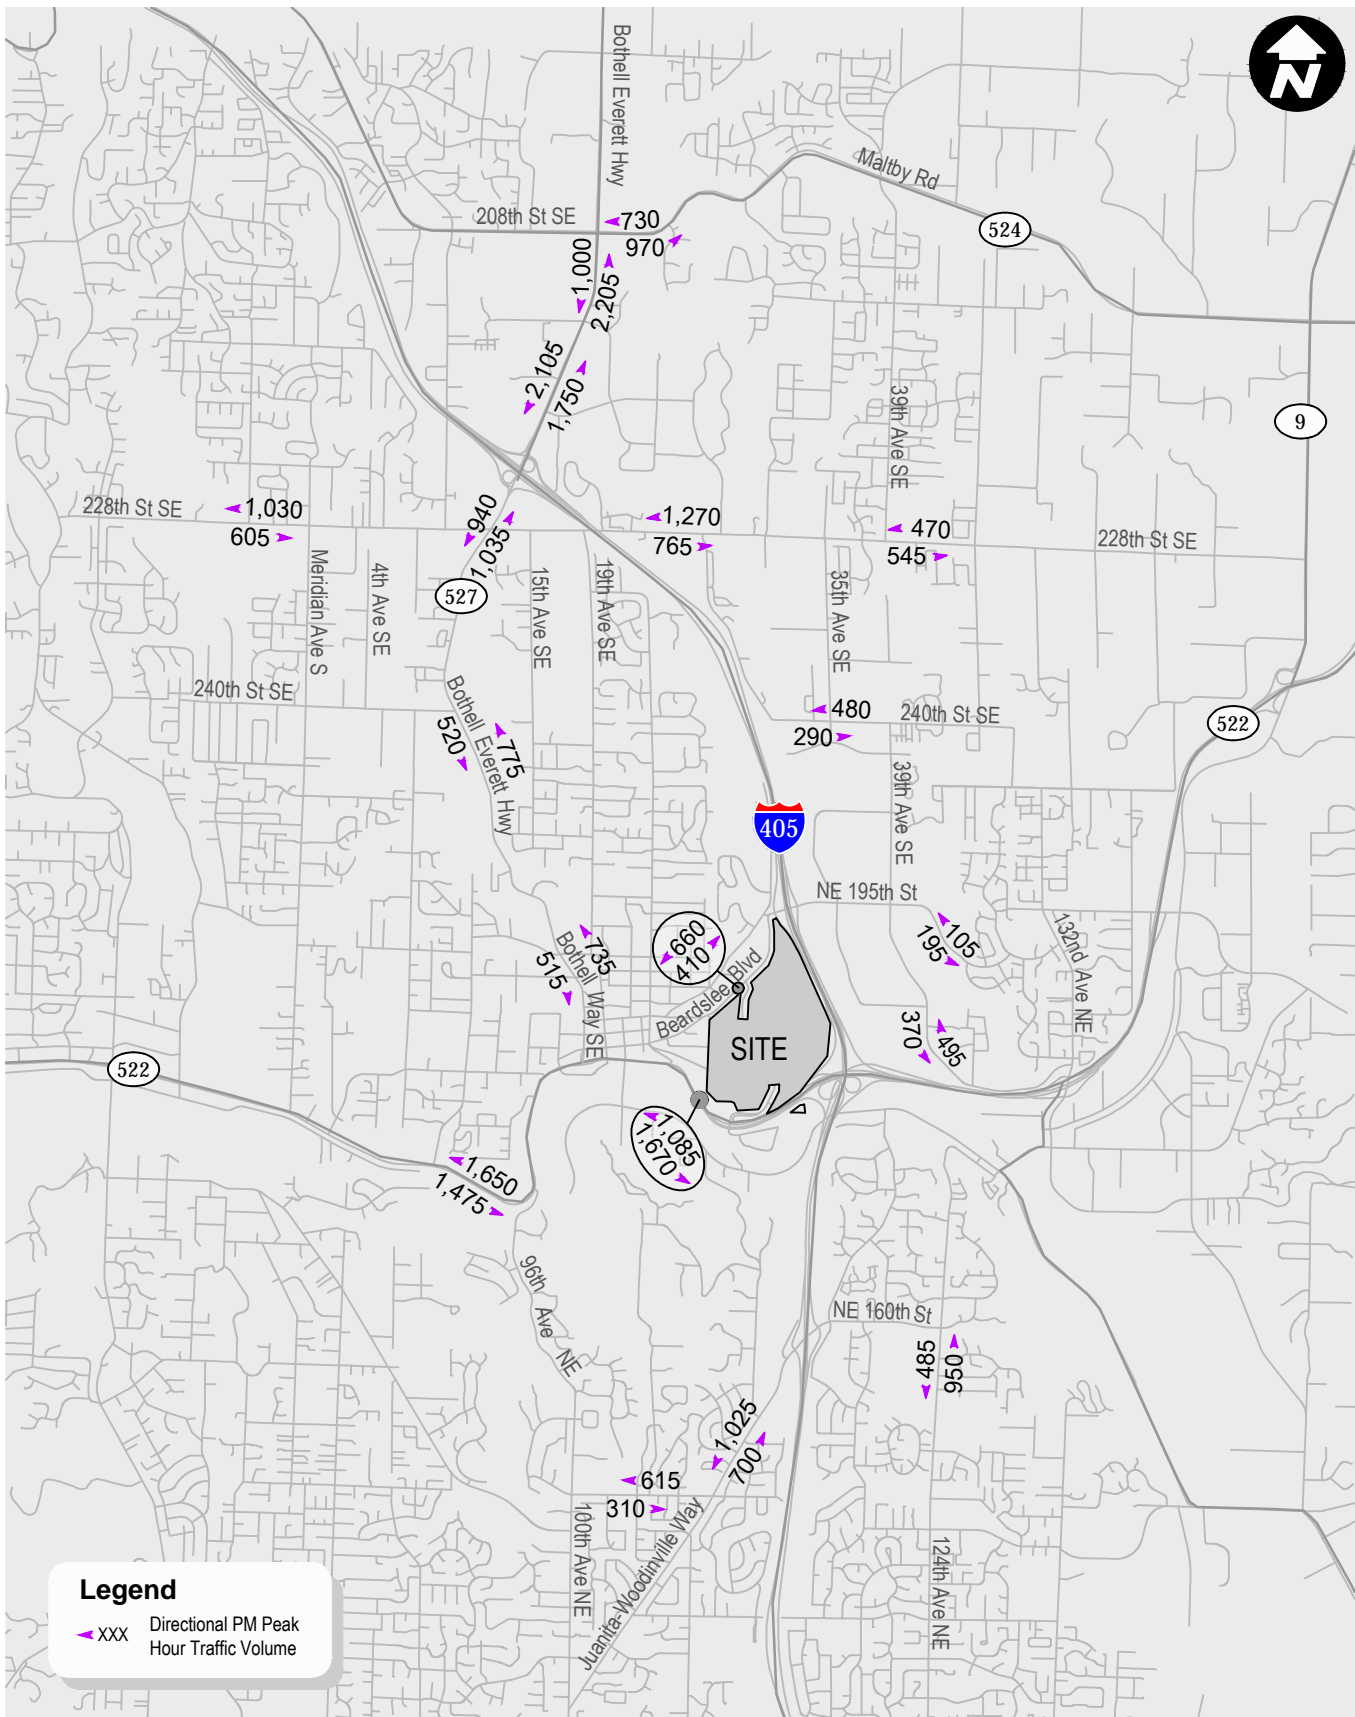 N
Bothell Everett Hwy
Maltby Rd
208th St SE
730
970
524
1,000
2,205
2,105
1,750
39th Ave SE
9
228th St SE
1,030
605
940
1,035
1,270
765
470
545
228th St SE
Meridian Ave S
4th Ave SE
527
15th Ave SE
19th Ave SE
35th Ave SE
240th St SE
Bothell Everett Hwy
520
775
480
290
240th St SE
522
39th Ave SE
405
NE 195th St
105
195
132nd Ave NE
735
515
Bothell Way SE
660
410
Beardslee Blvd
370
495
SITE
522
1,085
1,670
1,650
1,475
96th Ave NE
NE 160th St
485
950
1,025
700
615
310
100th Ave NE
Juanita-Woodinville Way
124th Ave NE
Legend
XXX Directional PM Peak
Hour Traffic Volume